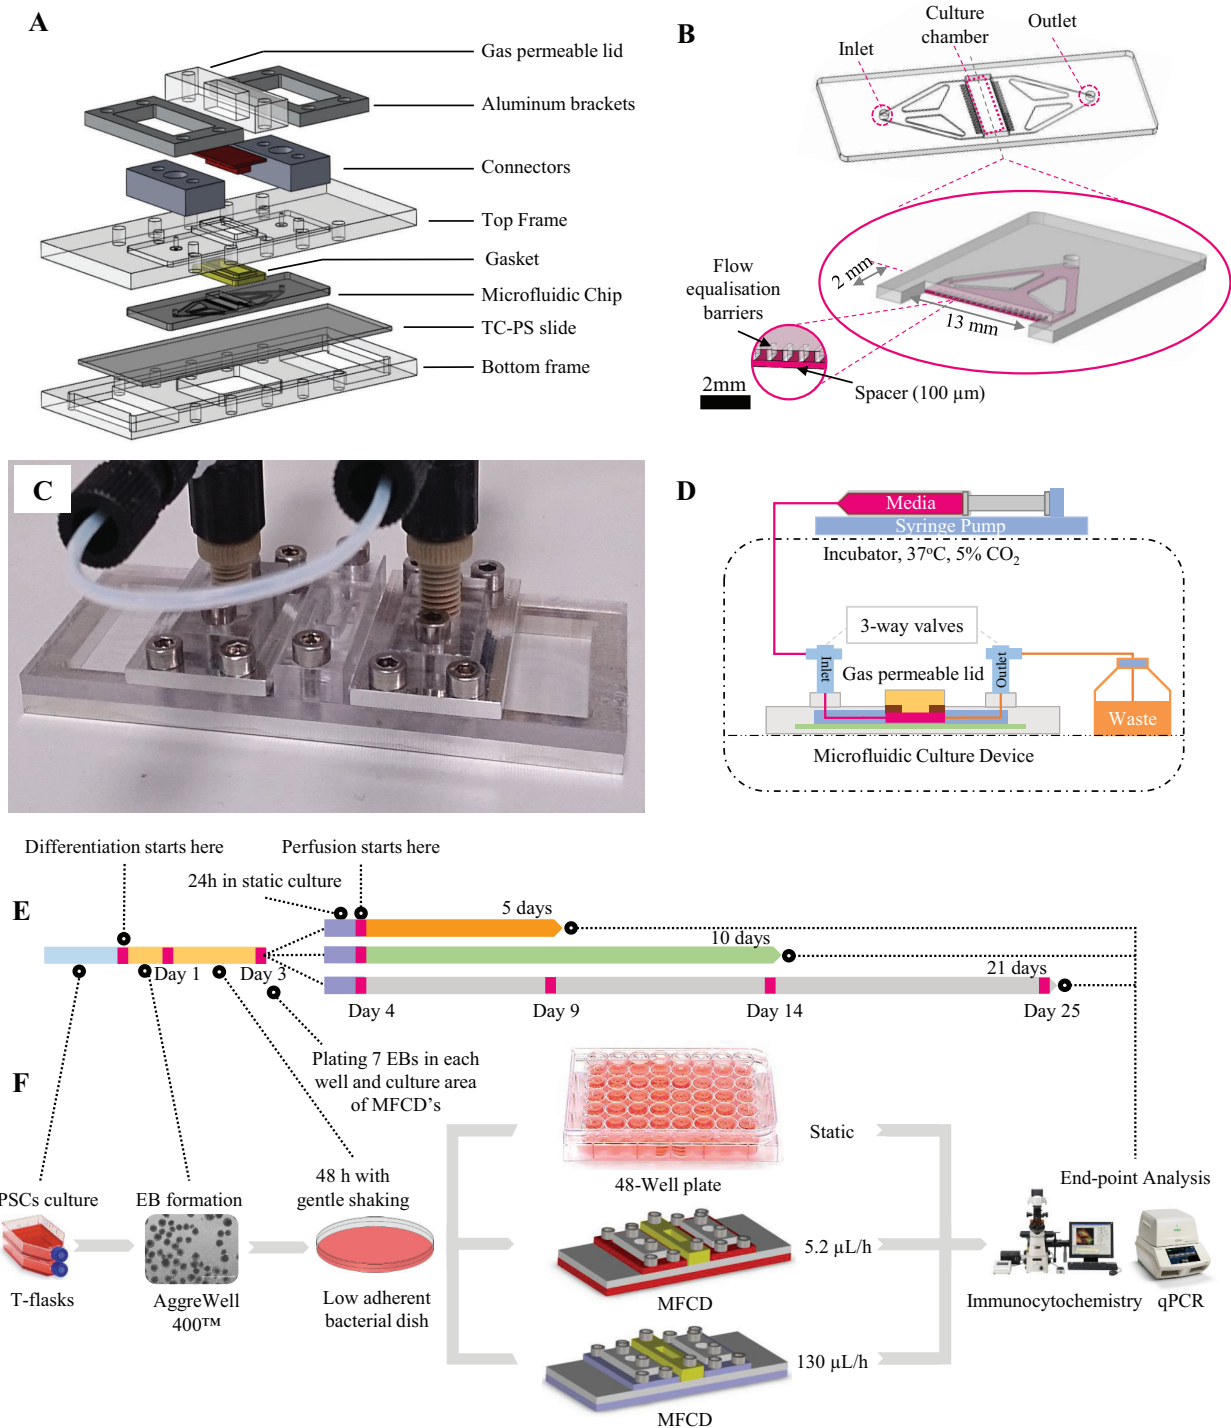 A
Gas permeable lid
Aluminum brackets
Connectors
Top Frame
Gasket
Microfluidic Chip
TC-PS slide
Bottom frame
B
Culture
chamber
Outlet
Inlet
Flow
equalisation
barriers
2 mm
13 mm
2mm
Spacer (100 µm)
C
D
Media
Syringe Pump
Incubator, 37°C, 5% CO2
3-way valves
Inlet
Gas permeable lid
Outlet
Waste
Microfluidic Culture Device
E
Differentiation starts here
Perfusion starts here
24h in static culture
5 days
10 days
21 days
Day 1
Day 3
Day 4
Day 9
Day 14
Day 25
Plating 7 EBs in each
well and culture area
of MFCD's
F
PSCs culture
T-flasks
EB formation
AggreWell
400™
48 h with
gentle shaking
Low adherent
bacterial dish
48-Well plate
Static
MFCD
5.2 µL/h
MFCD
130 µL/h
End-point Analysis
Immunocytochemistry
qPCR